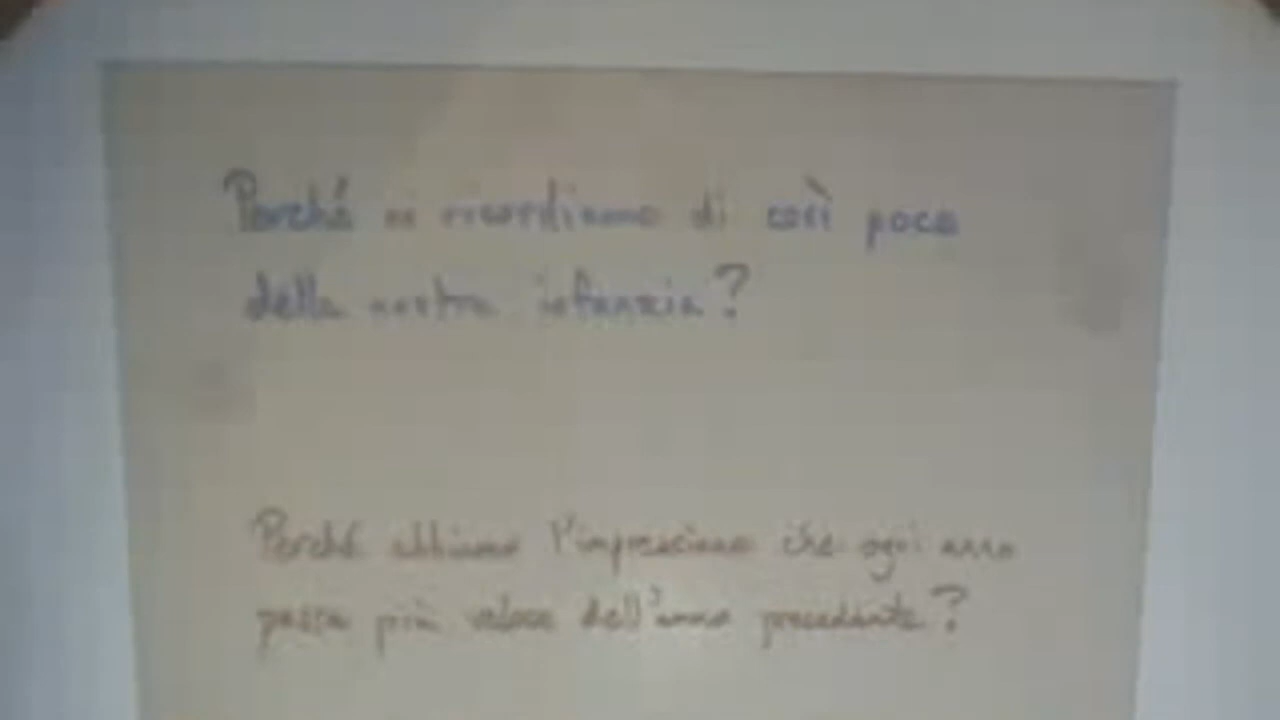 Perché ci ricordiamo di così poco
della nostra infanzia?
Perché abbiamo l'impressione che ogni anno
passa più veloce dell'anno precedente?